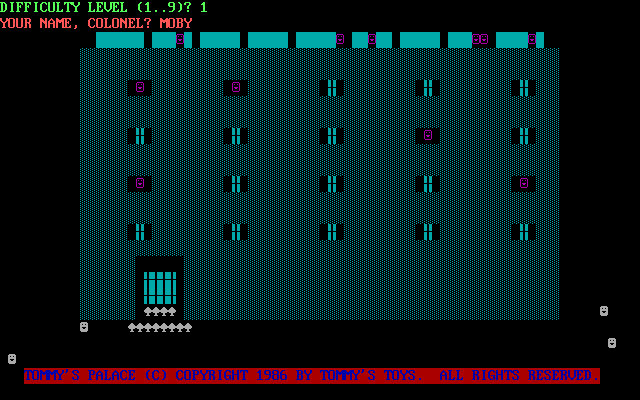 DIFFICULTY LEVEL (1..9)? 1
YOUR NAME, COLONEL? MOBY
TOMMY'S PALACE (C) COPYRIGHT 1986 BY TOMMY'S TOYS.  ALL RIGHTS RESERVED.